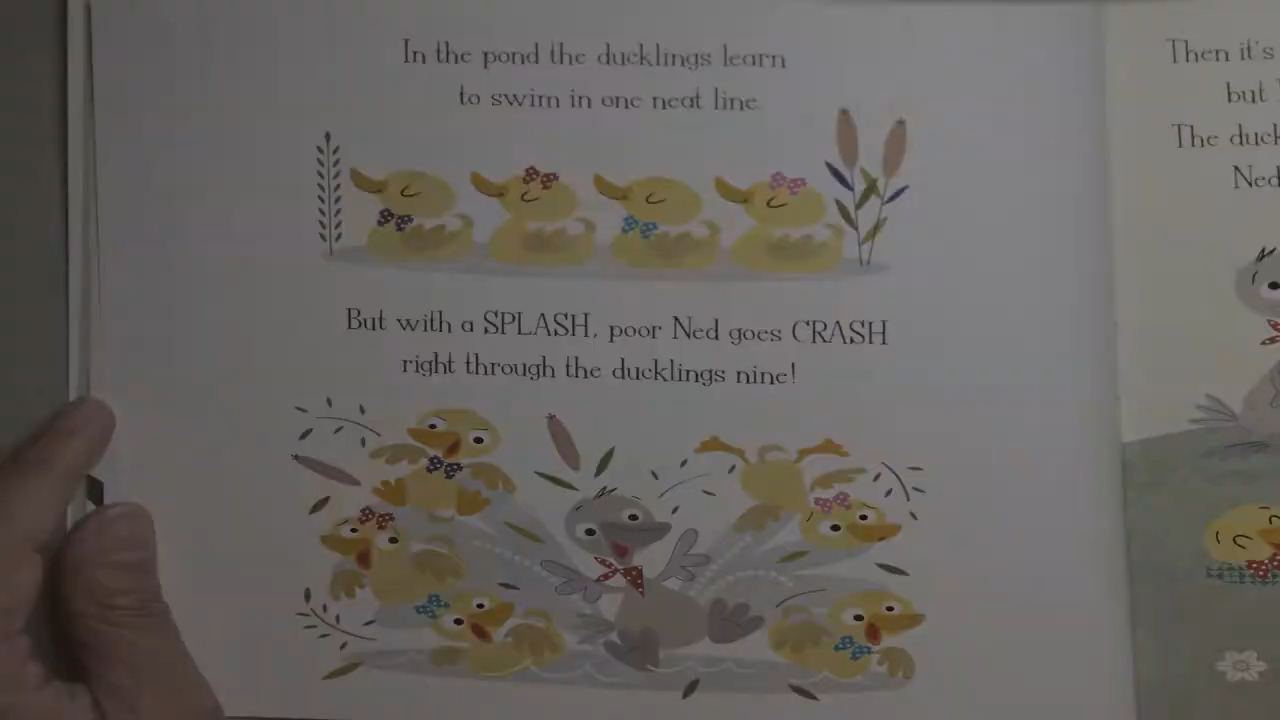 In the pond the ducklings learn
to swim in one neat line.
But with a SPLASH, poor Ned goes CRASH
right through the ducklings nine!
Then it's
but
The duck
Ned